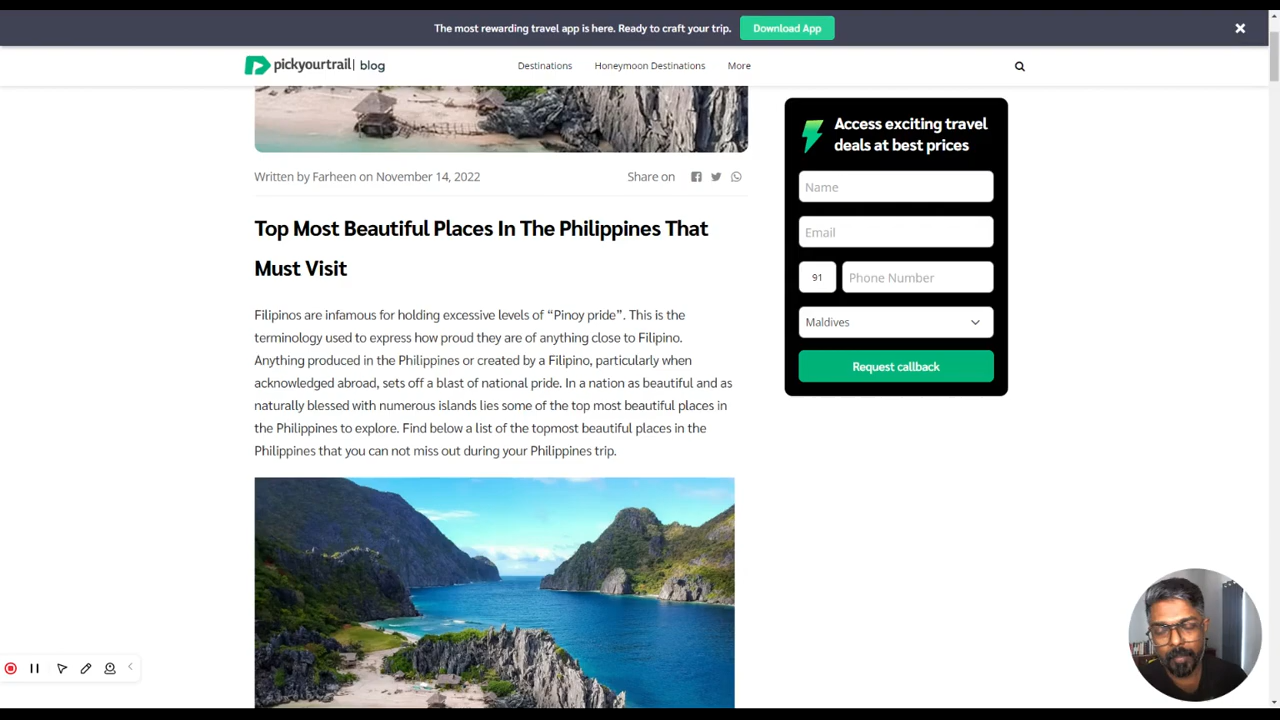 The most rewarding travel app is here. Ready to craft your trip.
Download App
pickyourtrail| blog
Destinations
Honeymoon Destinations
More
Written by Farheen on November 14, 2022
Share on
Top Most Beautiful Places In The Philippines That
Must Visit
Filipinos are infamous for holding excessive levels of “Pinoy pride”. This is the
terminology used to express how proud they are of anything close to Filipino.
Anything produced in the Philippines or created by a Filipino, particularly when
acknowledged abroad, sets off a blast of national pride. In a nation as beautiful and as
naturally blessed with numerous islands lies some of the top most beautiful places in
the Philippines to explore. Find below a list of the topmost beautiful places in the
Philippines that you can not miss out during your Philippines trip.
Access exciting travel
deals at best prices
Name
Email
91
Phone Number
Maldives
Request callback